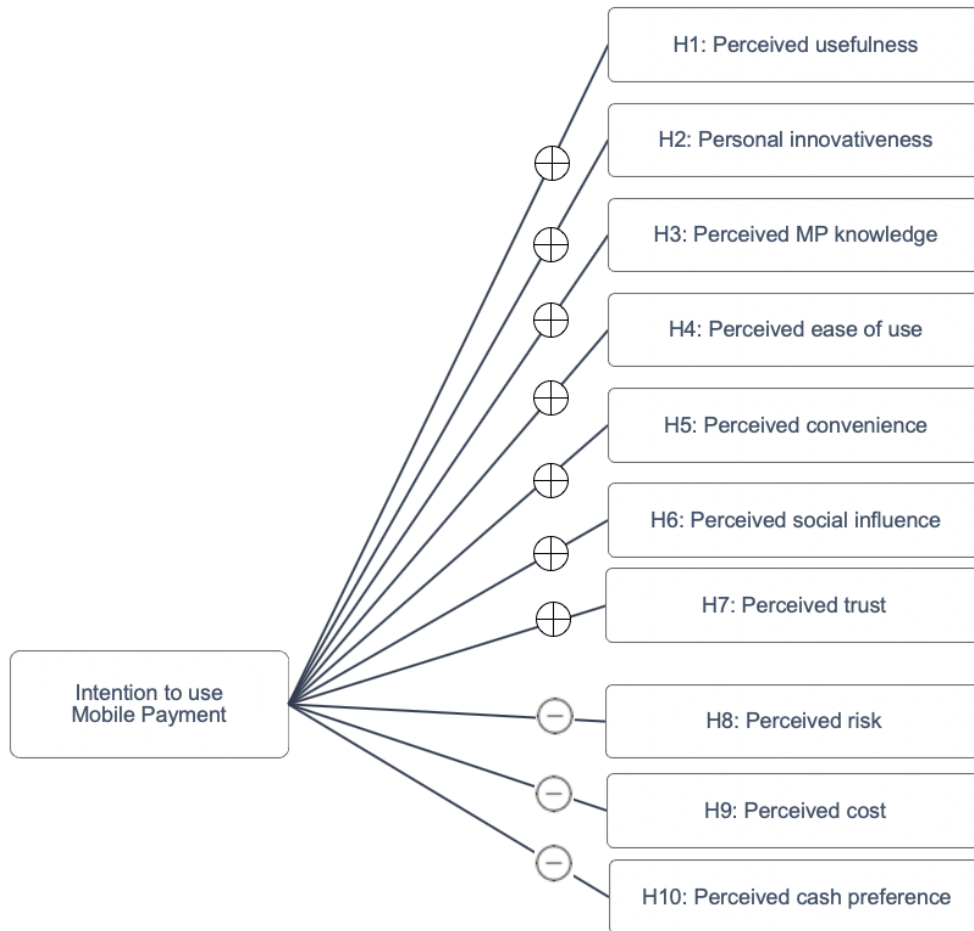 H1: Perceived usefulness
H2: Personal innovativeness
H3: Perceived MP knowledge
H4: Perceived ease of use
H5: Perceived convenience
H6: Perceived social influence
H7: Perceived trust
Intention to use
Mobile Payment
H8: Perceived risk
H9: Perceived cost
H10: Perceived cash preference